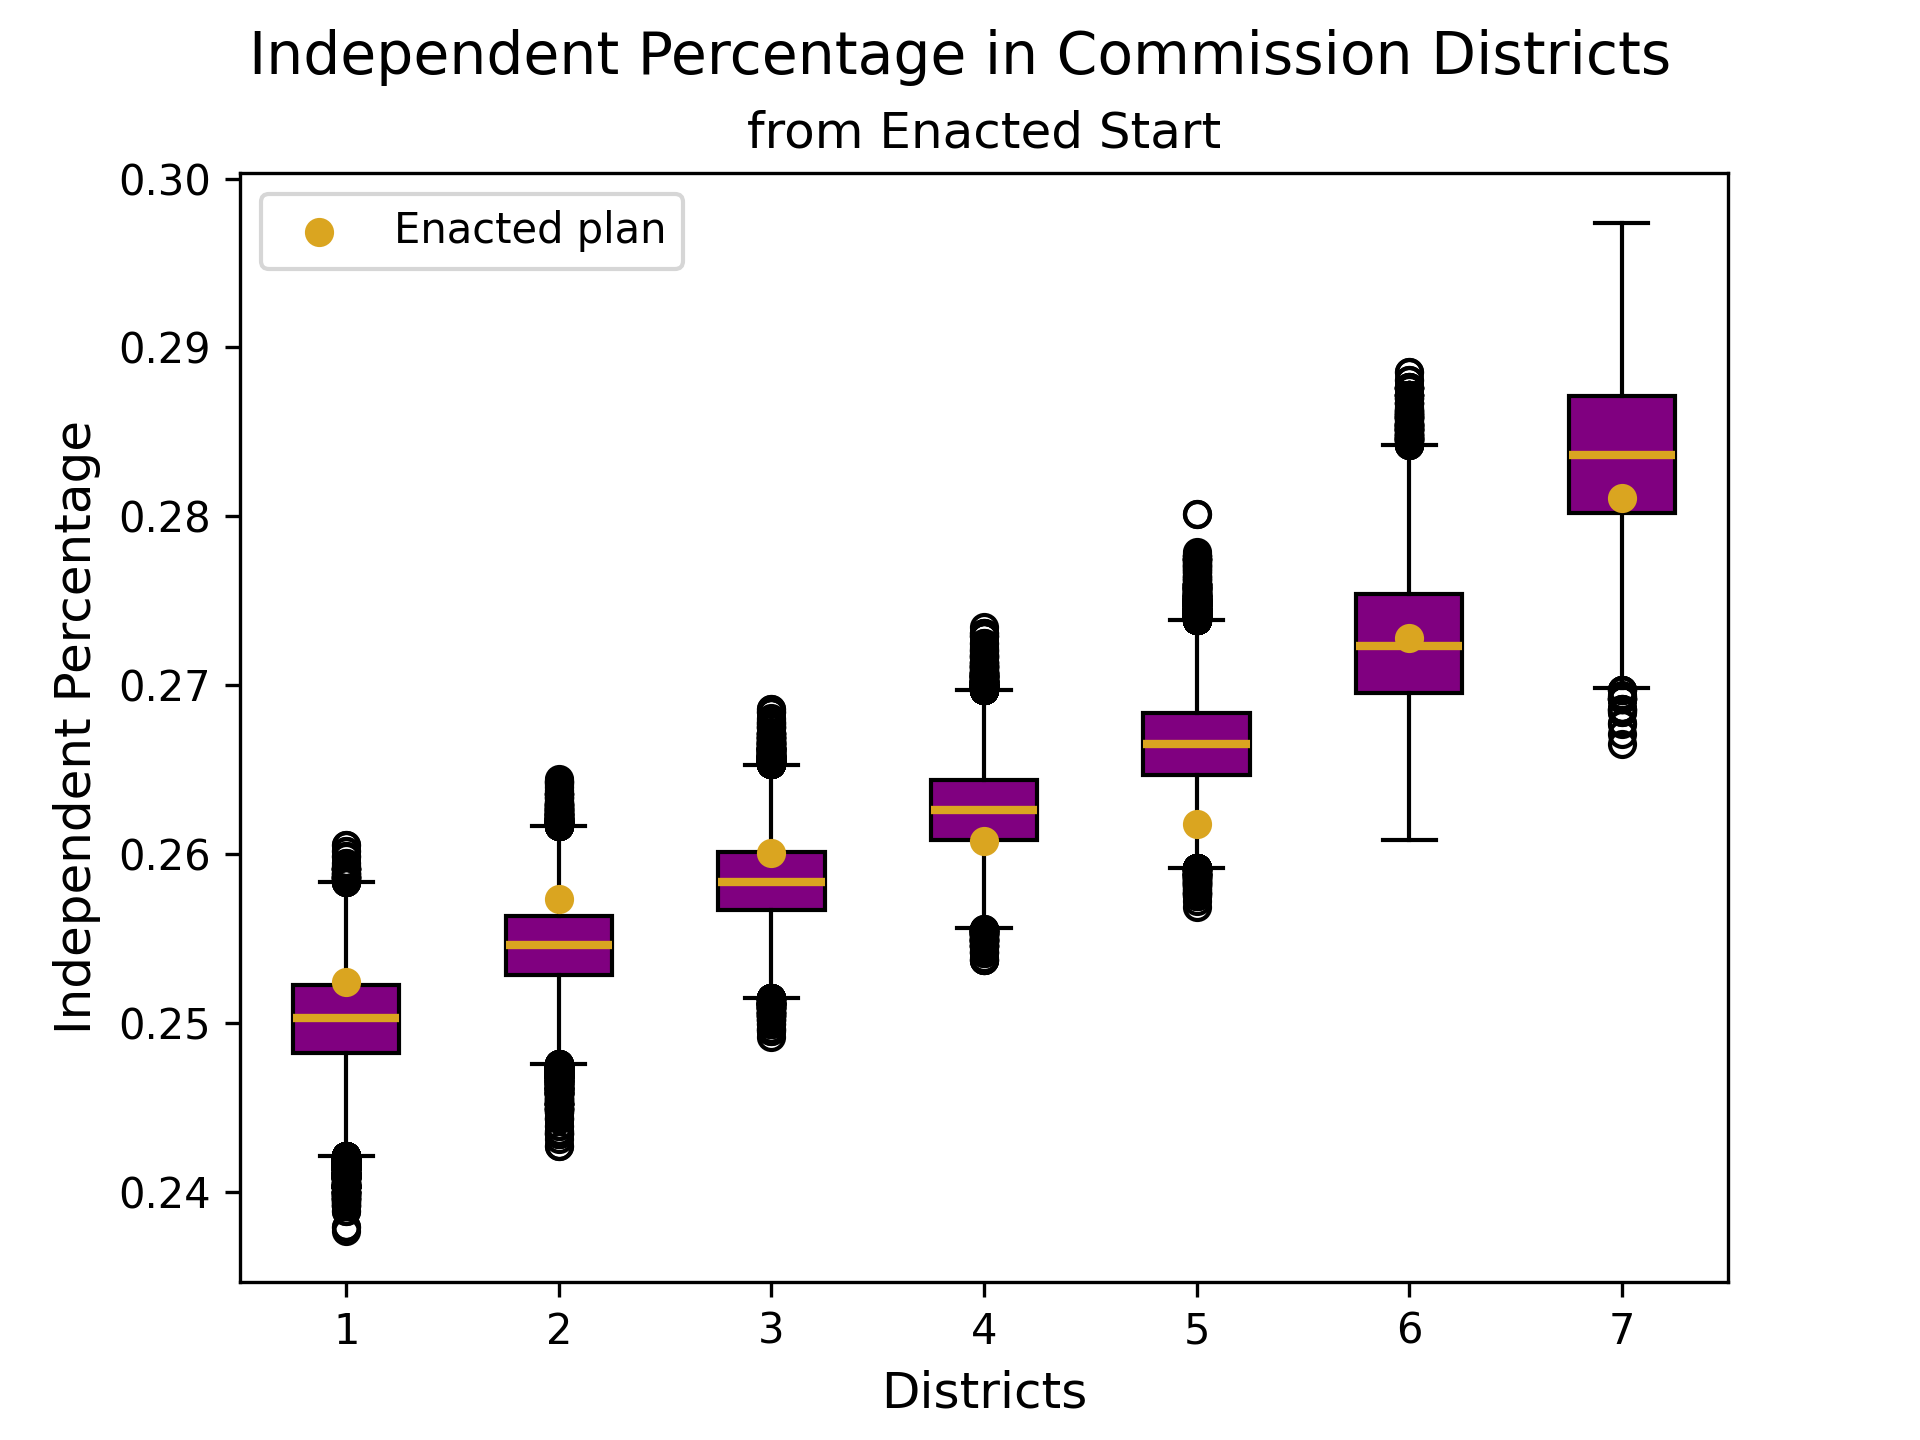 Independent Percentage in Commission Districts
from Enacted Start
Enacted plan
Independent Percentage
0.30
0.29
0.28
0.27
0.26
0.25
0.24
1 2 3 4 5 6 7
Districts